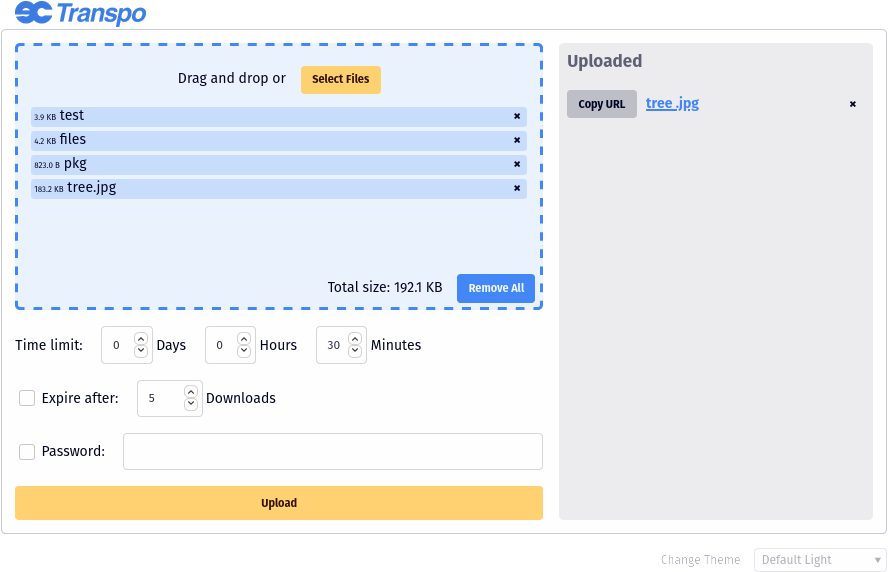 Transpo
Drag and drop or Select Files
3.9 KB test ×
4.2 KB files ×
823.0 B pkg ×
183.2 KB tree.jpg ×
Total size: 192.1 KB Remove All
Time limit: 0 Days 0 Hours 30 Minutes
Expire after: 5 Downloads
Password:
Upload
Uploaded
Copy URL tree .jpg ×
Change Theme Default Light